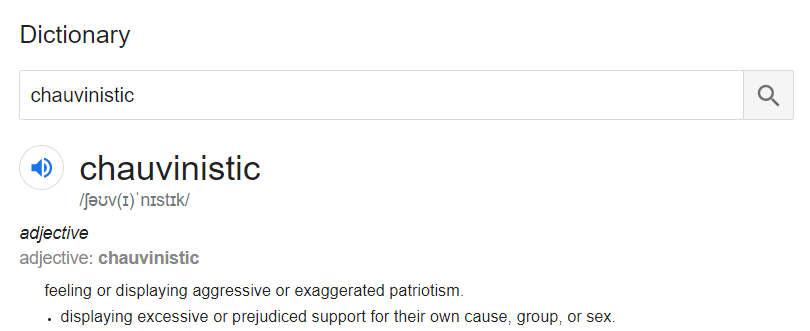 Dictionary
chauvinistic
chauvinistic
/ʃəʊv(ɪ)ˈnɪstɪk/
adjective
adjective: chauvinistic
feeling or displaying aggressive or exaggerated patriotism.
• displaying excessive or prejudiced support for their own cause, group, or sex.